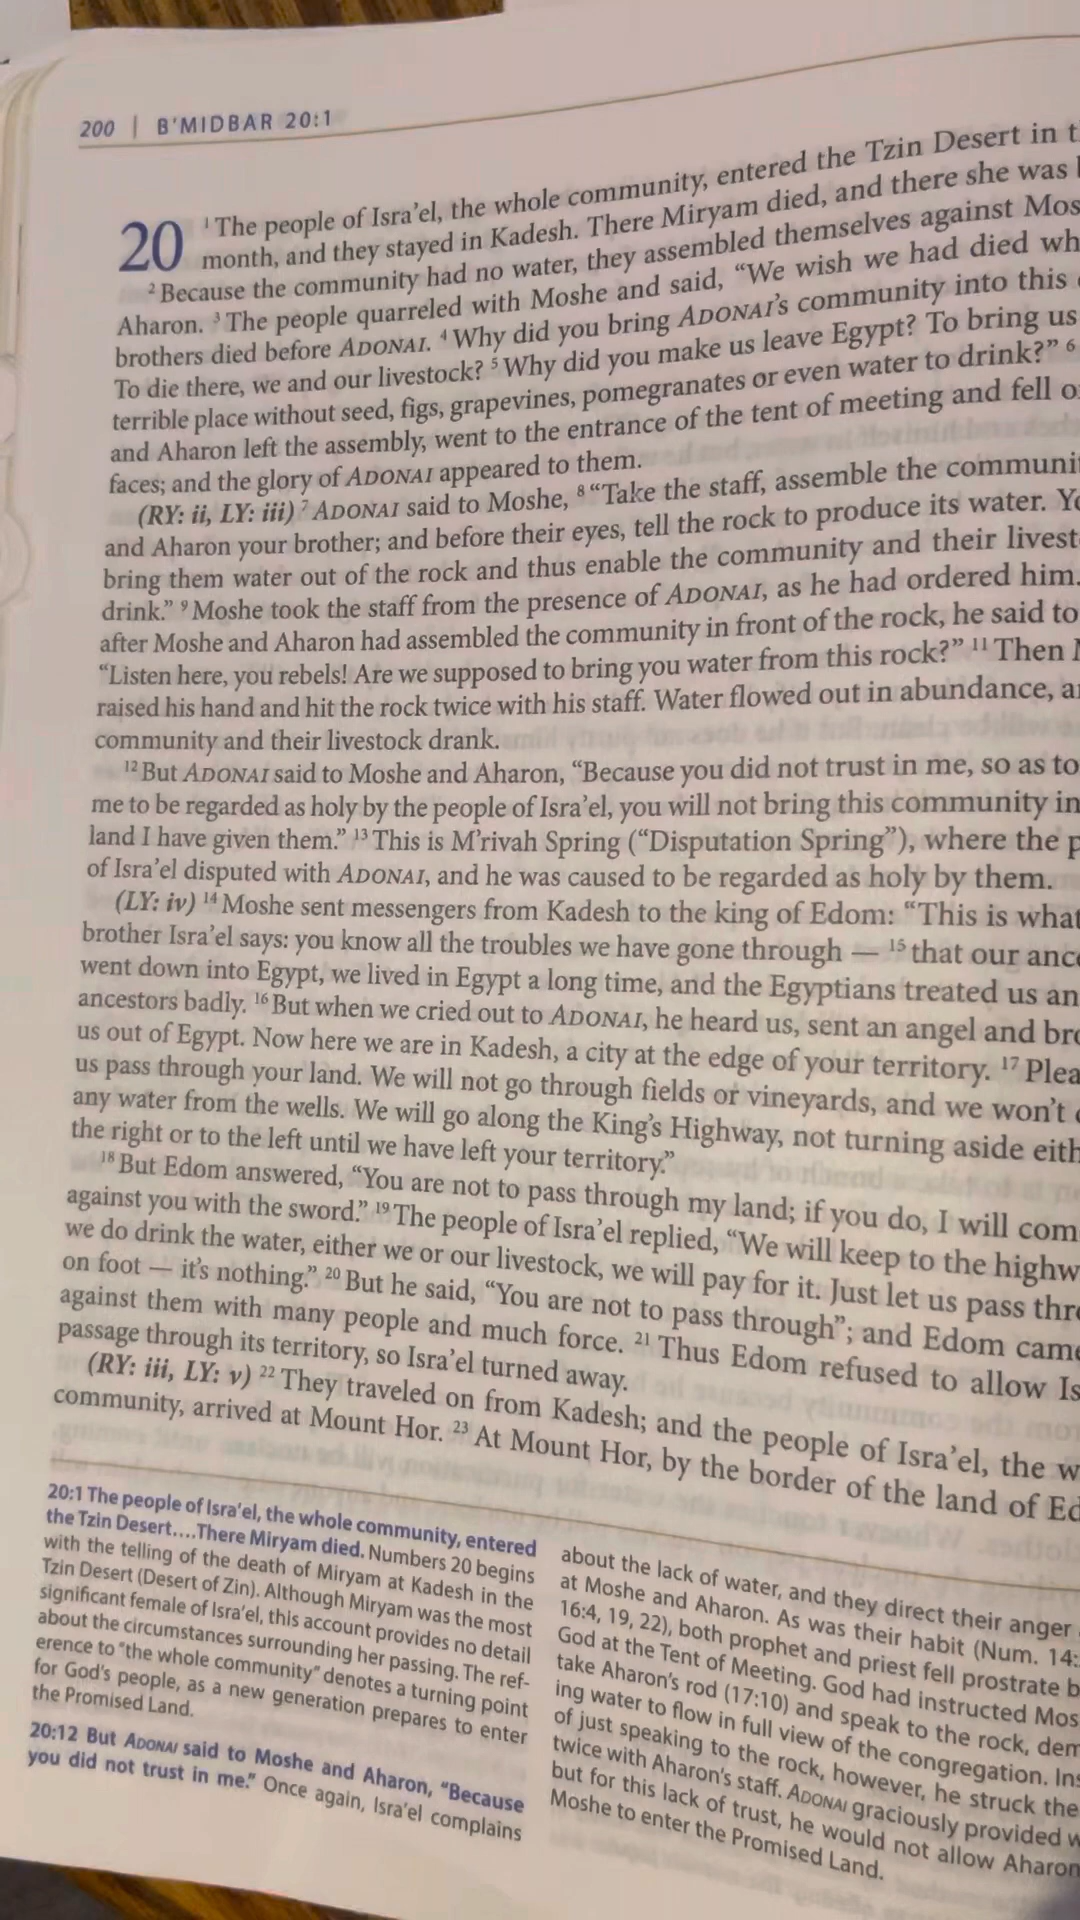 200 | B'MIDBAR 20:1
20 ¹ The people of Isra'el, the whole community, entered the Tzin Desert in
month, and they stayed in Kadesh. There Miryam died, and there she was
² Because the community had no water, they assembled themselves against
Aharon. ³ The people quarreled with Moshe and said, “We wish we had died
brothers died before ADONAI. ⁴ Why did you bring ADONAI's community into this
To die there, we and our livestock? ⁵ Why did you make us leave Egypt? To bring us
terrible place without seed, figs, grapevines, pomegranates or even water to drink?” ⁶
and Aharon left the assembly, went to the entrance of the tent of meeting and fell
faces; and the glory of ADONAI appeared to them.
(RY: ii, LY: iii) ⁷ ADONAI said to Moshe, ⁸ “Take the staff, assemble the
and Aharon your brother; and before their eyes, tell the rock to produce its water.
bring them water out of the rock and thus enable the community and their
drink.” ⁹ Moshe took the staff from the presence of ADONAI, as he had ordered him.
after Moshe and Aharon had assembled the community in front of the rock, he said to
“Listen here, you rebels! Are we supposed to bring you water from this rock?” ¹¹ Then
raised his hand and hit the rock twice with his staff. Water flowed out in abundance,
community and their livestock drank.
¹² But ADONAI said to Moshe and Aharon, “Because you did not trust in me, so as to
me to be regarded as holy by the people of Isra'el, you will not bring this community
land I have given them.” ¹³ This is M'rivah Spring (“Disputation Spring”), where the
of Isra'el disputed with ADONAI, and he was caused to be regarded as holy by them.
(LY: iv) ¹⁴ Moshe sent messengers from Kadesh to the king of Edom: “This is what
brother Isra'el says: you know all the troubles we have gone through — ¹⁵ that our
went down into Egypt, we lived in Egypt a long time, and the Egyptians treated us
ancestors badly. ¹⁶ But when we cried out to ADONAI, he heard us, sent an angel and
us out of Egypt. Now here we are in Kadesh, a city at the edge of your territory. ¹⁷
us pass through your land. We will not go through fields or vineyards, and we won't
any water from the wells. We will go along the King's Highway, not turning aside
the right or to the left until we have left your territory.”
¹⁸ But Edom answered, “You are not to pass through my land; if you do, I will
against you with the sword.” ¹⁹ The people of Isra'el replied, “We will keep to the
we do drink the water, either we or our livestock, we will pay for it. Just let us pass
on foot — it's nothing.” ²⁰ But he said, “You are not to pass through”; and Edom came
against them with many people and much force. ²¹ Thus Edom refused to allow
passage through its territory, so Isra'el turned away.
(RY: iii, LY: v) ²² They traveled on from Kadesh; and the people of Isra'el, the
community, arrived at Mount Hor. ²³ At Mount Hor, by the border of the land of
20:1 The people of Isra'el, the whole community, entered
the Tzin Desert....There Miryam died. Numbers 20 begins
with the telling of the death of Miryam at Kadesh in the
Tzin Desert (Desert of Zin). Although Miryam was the most
significant female of Isra'el, this account provides no detail
about the circumstances surrounding her passing. The ref-
erence to “the whole community” denotes a turning point
for God's people, as a new generation prepares to enter
the Promised Land.
20:12 But ADONAI said to Moshe and Aharon, “Because
you did not trust in me.” Once again, Isra'el complains
about the lack of water, and they direct their anger
at Moshe and Aharon. As was their habit (Num. 14:
16:4, 19, 22), both prophet and priest fell prostrate
God at the Tent of Meeting. God had instructed
take Aharon's rod (17:10) and speak to the rock,
ing water to flow in full view of the congregation.
of just speaking to the rock, however, he struck the
twice with Aharon's staff. ADONAI graciously provided
but for this lack of trust, he would not allow Aharon
Moshe to enter the Promised Land.